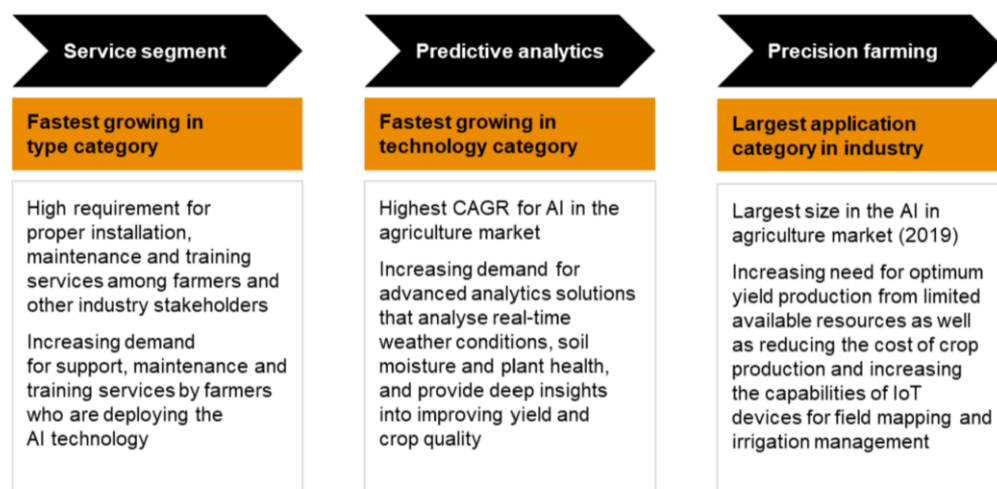 Service segment
Fastest growing in
type category
High requirement for
proper installation,
maintenance and training
services among farmers and
other industry stakeholders
Increasing demand
for support, maintenance and
training services by farmers
who are deploying the
AI technology
Predictive analytics
Fastest growing in
technology category
Highest CAGR for AI in the
agriculture market
Increasing demand for
advanced analytics solutions
that analyse real-time
weather conditions, soil
moisture and plant health,
and provide deep insights
into improving yield and
crop quality
Precision farming
Largest application
category in industry
Largest size in the AI in
agriculture market (2019)
Increasing need for optimum
yield production from limited
available resources as well
as reducing the cost of crop
production and increasing
the capabilities of IoT
devices for field mapping and
irrigation management